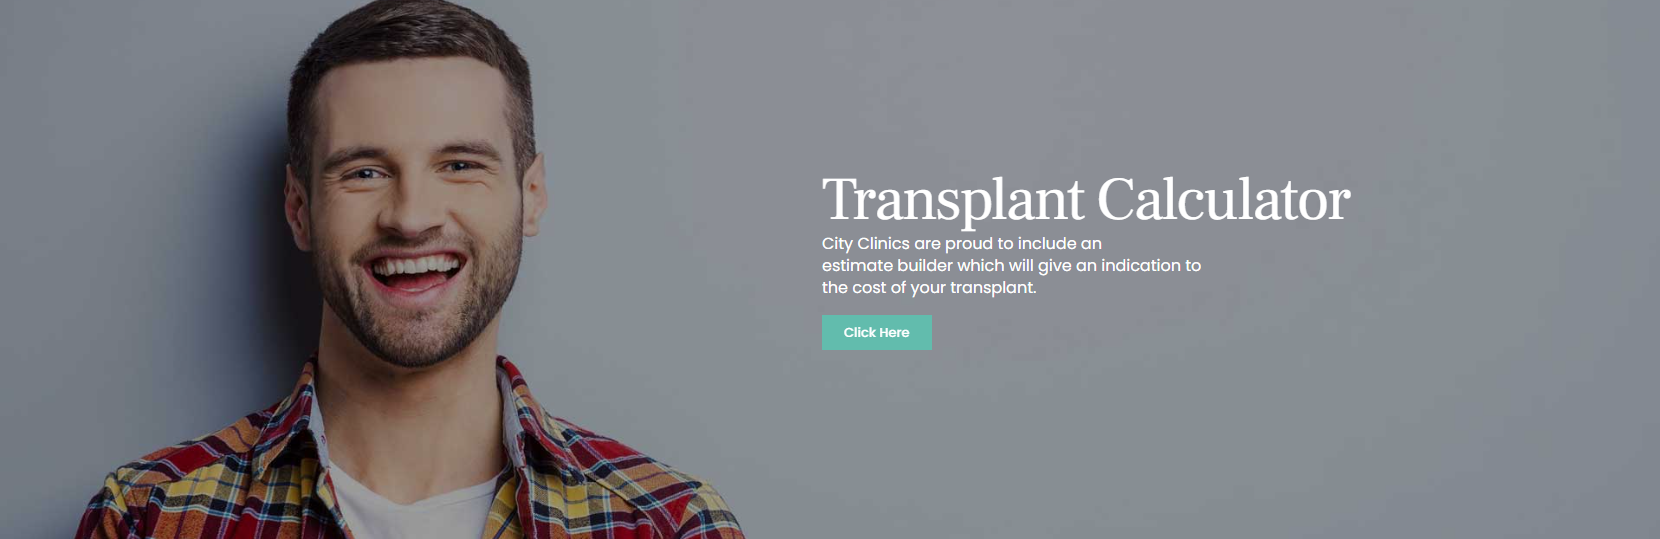 Transplant Calculator
City Clinics are proud to include an
estimate builder which will give an indication to
the cost of your transplant.
Click Here